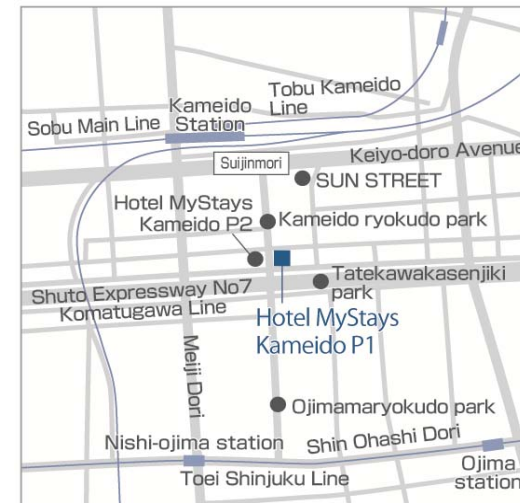 Tobu Kameido
Line
Kameido
Station
Sobu Main Line
Keiyo-doro Avenue
Suijinmori
SUN STREET
Hotel MyStays
Kameido P2
Kameido ryokudo park
Tatekawakasenjiki
park
Shuto Expressway No7
Komatugawa Line
Hotel MyStays
Kameido P1
Meiji Dori
Ojimamaryokudo park
Nishi-ojima station
Shin Ohashi Dori
Toei Shinjuku Line
Ojima
station